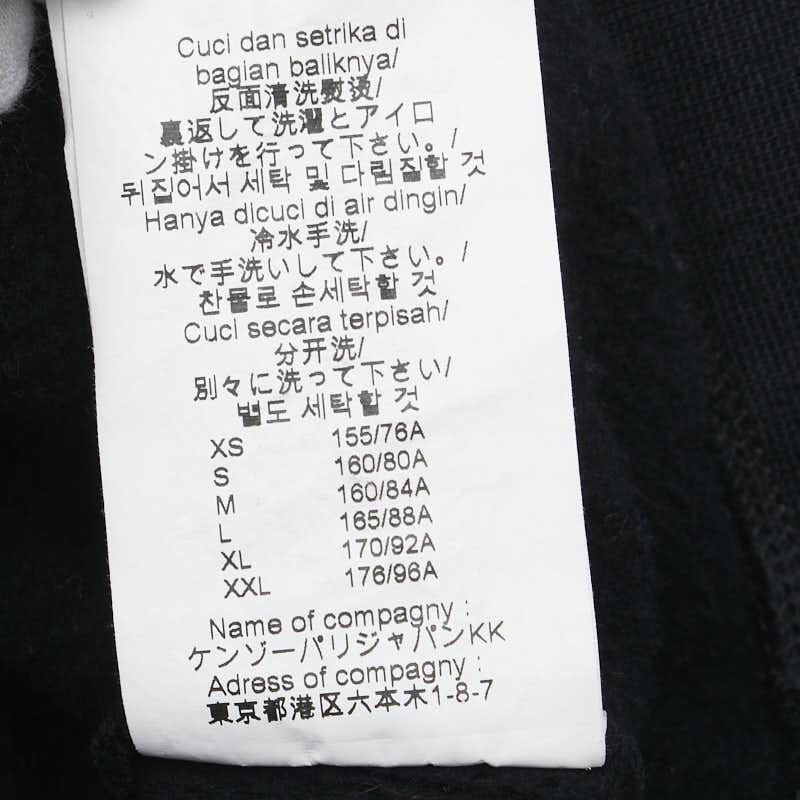 Cuci dan setrika di
bagian baliknya/
反面清洗熨烫/
裏返して洗濯とアイロ
ン掛けを行って下さい。/
뒤집어서 세탁 및 다림질할 것
Hanya dicuci di air dingin/
冷水手洗/
水で手洗いして下さい。/
찬물로 손세탁할 것
Cuci secara terpisah/
分开洗/
別々に洗って下さい/
별도 세탁할 것
XS 155/76A
S 160/80A
M 160/84A
L 165/88A
XL 170/92A
XXL 176/96A
Name of compagny :
ケンゾーパリジャパンKK
Adress of compagny :
東京都港区六本木1-8-7